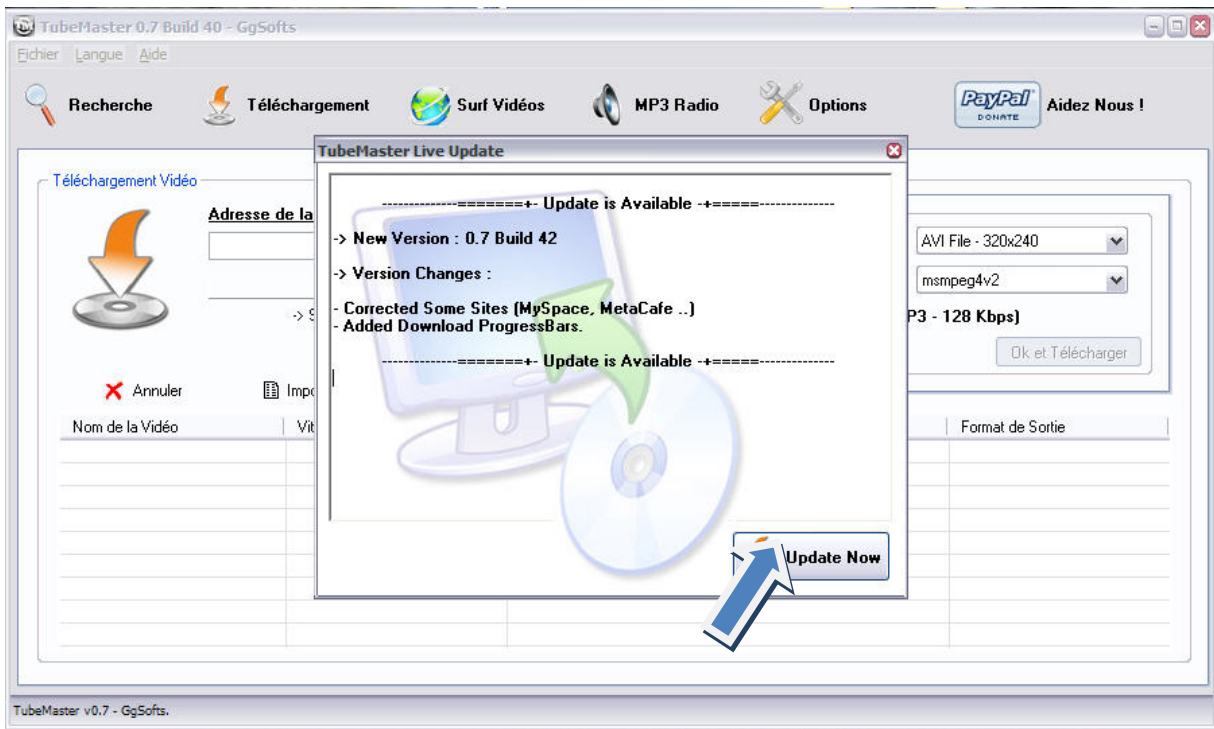 TubeMaster 0.7 Build 40 - GgSofts
Fichier Langue Aide
Recherche Téléchargement Surf Vidéos MP3 Radio Options PayPal DONATE Aidez Nous !
TubeMaster Live Update
Téléchargement Vidéo
Adresse de la
--------------=======+- Update is Available -+=====--------------
-> New Version : 0.7 Build 42
-> Version Changes :
- Corrected Some Sites (MySpace, MetaCafe ..)
- Added Download ProgressBars.
--------------=======+- Update is Available -+=====--------------
AVI File - 320x240
msmpeg4v2
P3 - 128 Kbps)
Ok et Télécharger
Annuler
Nom de la Vidéo
Format de Sortie
Update Now
TubeMaster v0.7 - GgSofts.